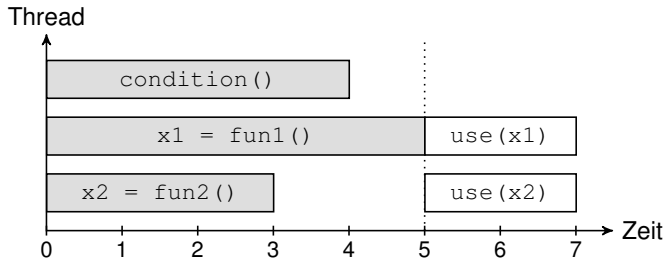 Thread
condition()
x1 = fun1() use(x1)
x2 = fun2() use(x2)
Zeit
0 1 2 3 4 5 6 7